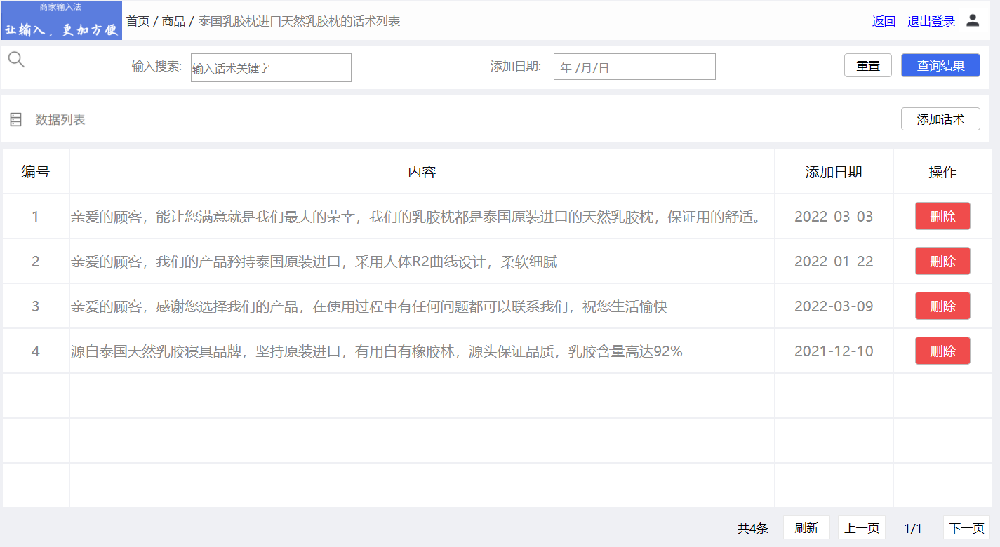 商家输入法
让输入，更加方便
首页 / 商品 / 泰国乳胶枕进口天然乳胶枕的话术列表
返回 退出登录
输入搜索: 输入话术关键字 添加日期: 年 /月/日 重置 查询结果
数据列表 添加话术
编号 内容 添加日期 操作
1 亲爱的顾客，能让您满意就是我们最大的荣幸，我们的乳胶枕都是泰国原装进口的天然乳胶枕，保证用的舒适。 2022-03-03 删除
2 亲爱的顾客，我们的产品矜持泰国原装进口，采用人体R2曲线设计，柔软细腻 2022-01-22 删除
3 亲爱的顾客，感谢您选择我们的产品，在使用过程中有任何问题都可以联系我们，祝您生活愉快 2022-03-09 删除
4 源自泰国天然乳胶寝具品牌，坚持原装进口，有用自有橡胶林，源头保证品质，乳胶含量高达92% 2021-12-10 删除
共4条 刷新 上一页 1/1 下一页